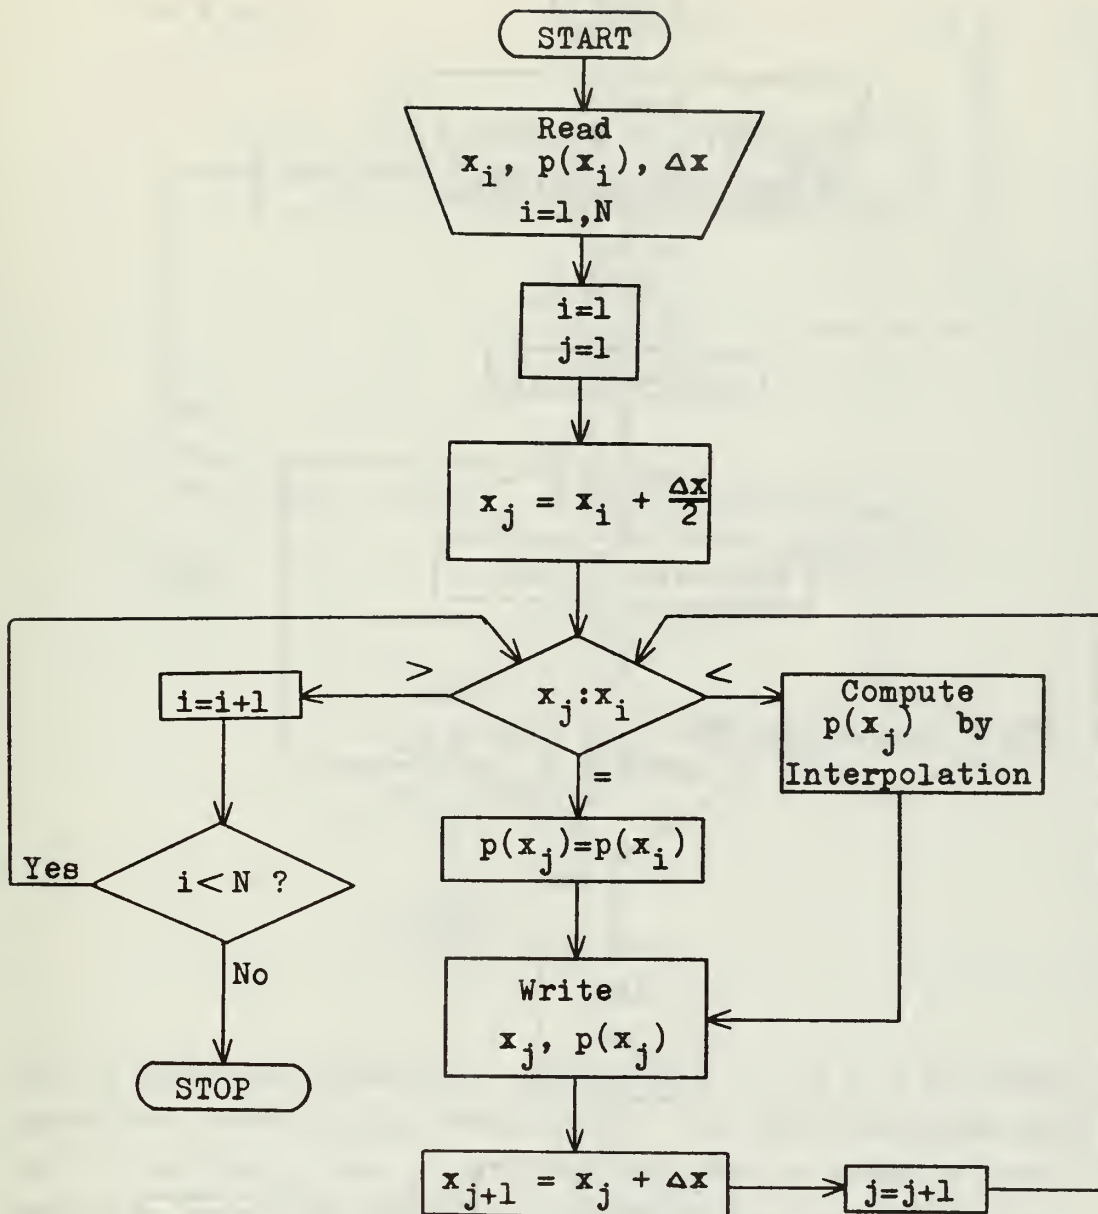 START
Read
x_i, p(x_i), Δx
i=1,N
i=1
j=1
x_j = x_i + Δx/2
>
<
i=i+1
x_j:x_i
Compute
p(x_j) by
Interpolation
=
p(x_j)=p(x_i)
Yes
i<N ?
No
Write
x_j, p(x_j)
STOP
x_{j+1} = x_j + Δx
j=j+1